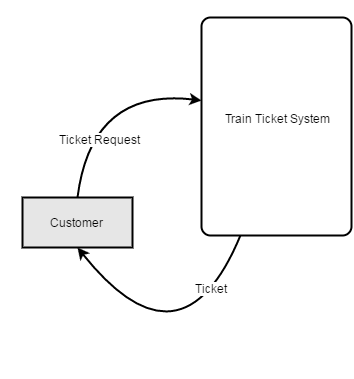 Train Ticket System
Ticket Request
Customer
Ticket